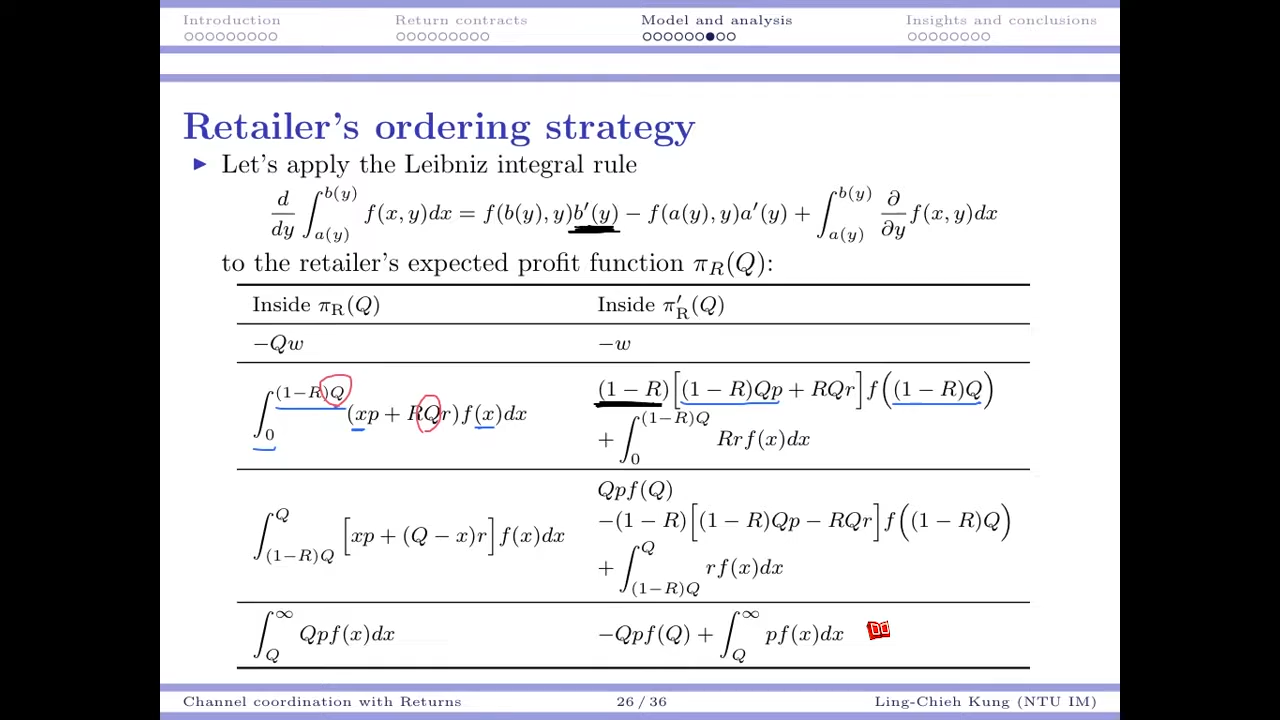 Introduction Return contracts Model and analysis Insights and conclusions
Retailer's ordering strategy
▶ Let's apply the Leibniz integral rule
d/dy ∫_{a(y)}^{b(y)} f(x, y)dx = f(b(y), y)b′(y) − f(a(y), y)a′(y) + ∫_{a(y)}^{b(y)} ∂/∂y f(x, y)dx
to the retailer's expected profit function π_R(Q):
Inside π_R(Q) Inside π′_R(Q)
−Qw −w
∫_0^{(1−R)Q} (xp + RQr)f(x)dx (1 − R)[(1 − R)Qp + RQr]f((1 − R)Q)
+ ∫_0^{(1−R)Q} Rrf(x)dx
Qpf(Q)
∫_{(1−R)Q}^{Q} [xp + (Q − x)r]f(x)dx −(1 − R)[(1 − R)Qp − RQr]f((1 − R)Q)
+ ∫_{(1−R)Q}^{Q} rf(x)dx
∫_Q^∞ Qpf(x)dx −Qpf(Q) + ∫_Q^∞ pf(x)dx
Channel coordination with Returns 26 / 36 Ling-Chieh Kung (NTU IM)